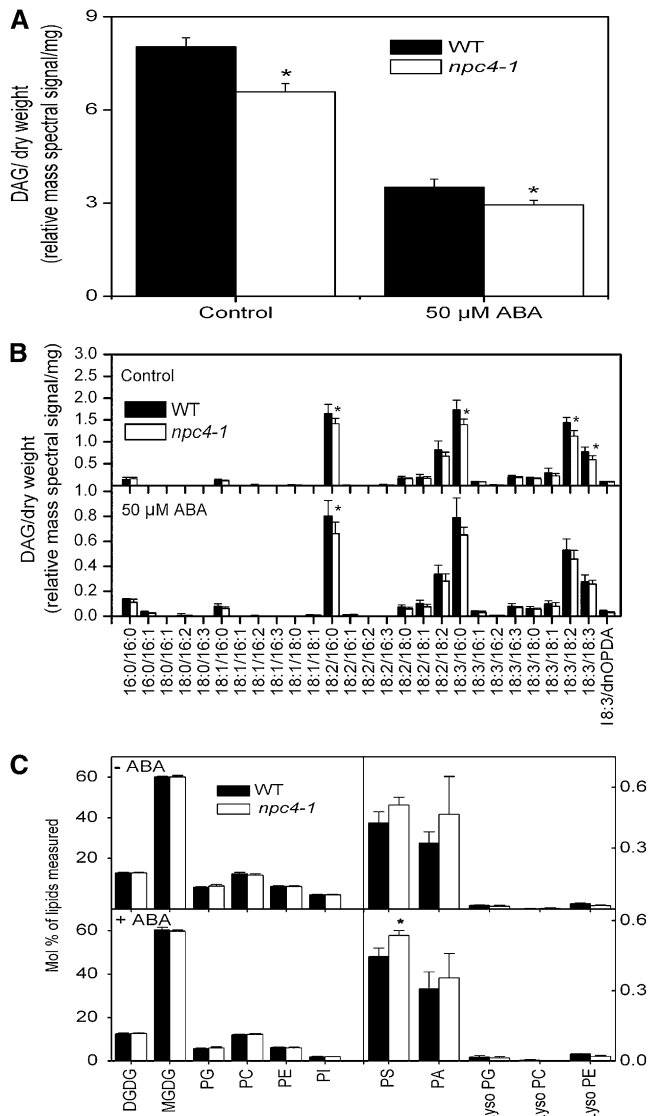 A
9
6
3
0
DAG/ dry weight
(relative mass spectral signal/mg)
WT
npc4-1
*
*
Control
50 µM ABA
B
3.0
2.5
2.0
1.5
1.0
0.5
1.0
0.8
0.6
0.4
0.2
0.0
DAG/dry weight
(relative mass spectral signal/mg)
Control
WT
npc4-1
*
*
*
*
50 µM ABA
*
16:0/16:0
16:0/16:1
18:0/16:1
18:0/16:2
18:0/16:3
18:1/16:0
18:1/16:1
18:1/16:2
18:1/16:3
18:1/18:0
18:1/18:1
18:2/16:0
18:2/16:1
18:2/16:2
18:2/16:3
18:2/18:0
18:2/18:1
18:2/18:2
18:3/16:0
18:3/16:1
18:3/16:2
18:3/16:3
18:3/18:0
18:3/18:1
18:3/18:2
18:3/18:3
18:3/dnOPDA
C
- ABA
60
40
20
WT
npc4-1
0.6
0.3
Mol % of lipids measured
+ ABA
60
40
20
0
*
0.6
0.3
0.0
DGDG
MGDG
PG
PC
PE
PI
PS
PA
Lyso PG
Lyso PC
Lyso PE